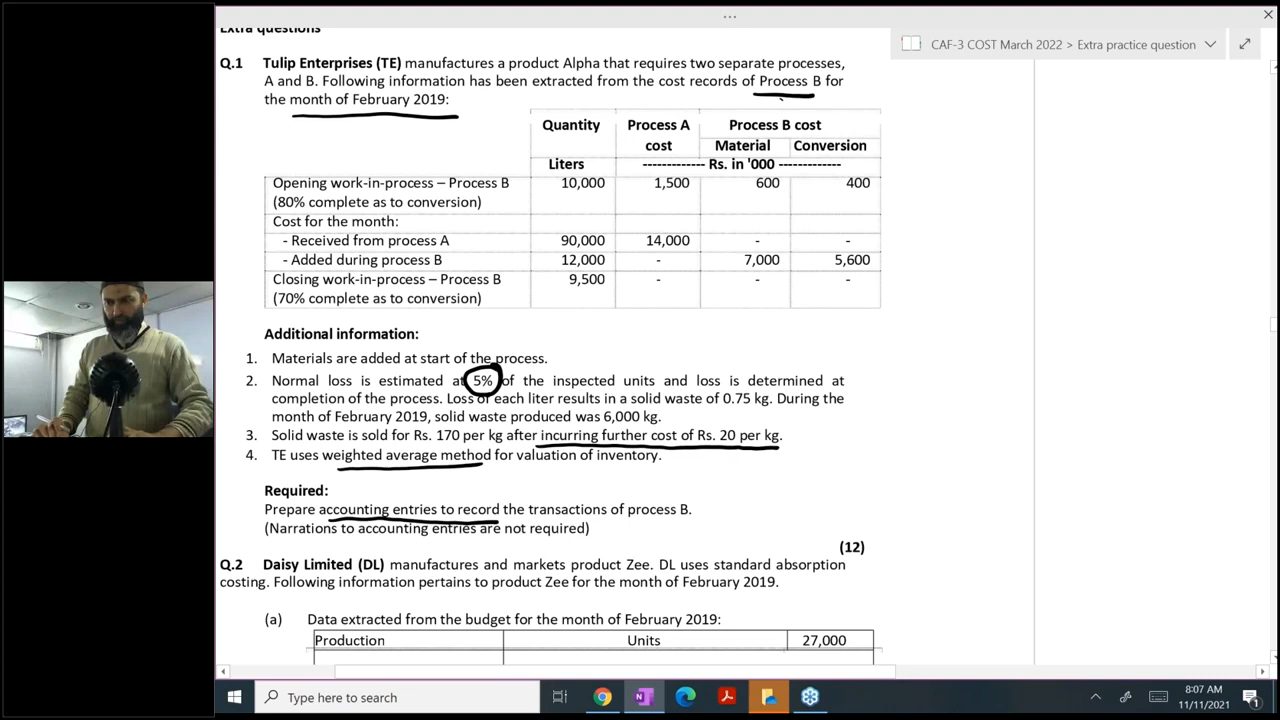 Extra questions
CAF-3 COST March 2022 > Extra practice question
Q.1 Tulip Enterprises (TE) manufactures a product Alpha that requires two separate processes,
A and B. Following information has been extracted from the cost records of Process B for
the month of February 2019:
Quantity Process A Process B cost
cost Material Conversion
Liters ------------- Rs. in '000 -------------
Opening work-in-process – Process B 10,000 1,500 600 400
(80% complete as to conversion)
Cost for the month:
- Received from process A 90,000 14,000 - -
- Added during process B 12,000 - 7,000 5,600
Closing work-in-process – Process B 9,500 - - -
(70% complete as to conversion)
Additional information:
1. Materials are added at start of the process.
2. Normal loss is estimated at 5% of the inspected units and loss is determined at
completion of the process. Loss of each liter results in a solid waste of 0.75 kg. During the
month of February 2019, solid waste produced was 6,000 kg.
3. Solid waste is sold for Rs. 170 per kg after incurring further cost of Rs. 20 per kg.
4. TE uses weighted average method for valuation of inventory.
Required:
Prepare accounting entries to record the transactions of process B.
(Narrations to accounting entries are not required)
(12)
Q.2 Daisy Limited (DL) manufactures and markets product Zee. DL uses standard absorption
costing. Following information pertains to product Zee for the month of February 2019.
(a) Data extracted from the budget for the month of February 2019:
Production Units 27,000
Type here to search
8:07 AM
11/11/2021